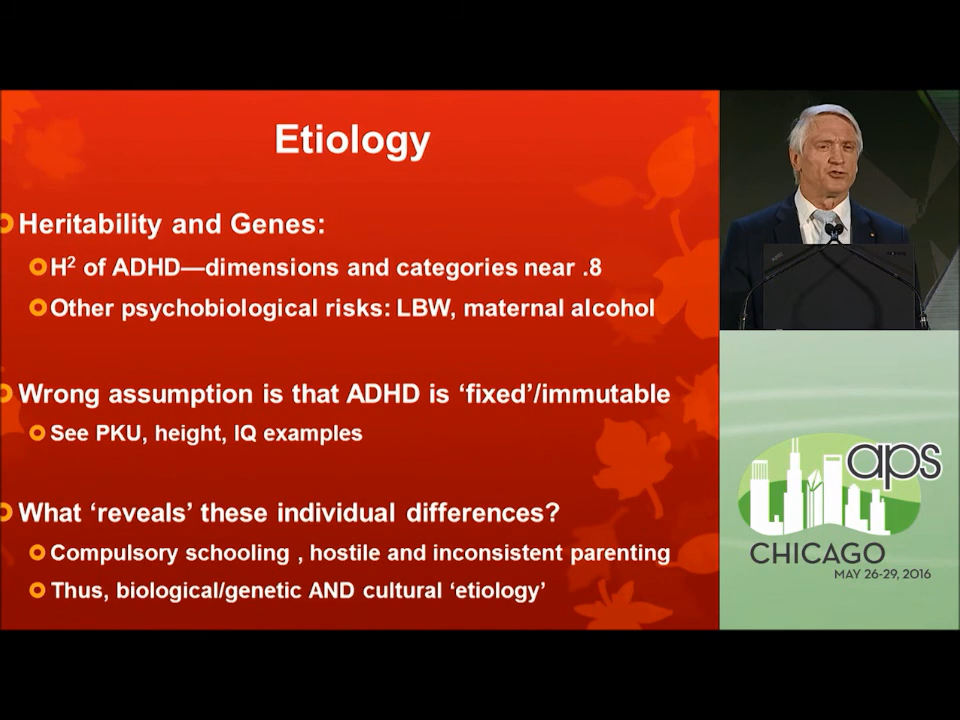 Etiology
Heritability and Genes:
H² of ADHD—dimensions and categories near .8
Other psychobiological risks: LBW, maternal alcohol
Wrong assumption is that ADHD is ‘fixed’/immutable
See PKU, height, IQ examples
What ‘reveals’ these individual differences?
Compulsory schooling , hostile and inconsistent parenting
Thus, biological/genetic AND cultural ‘etiology’
aps
CHICAGO
MAY 26-29, 2016